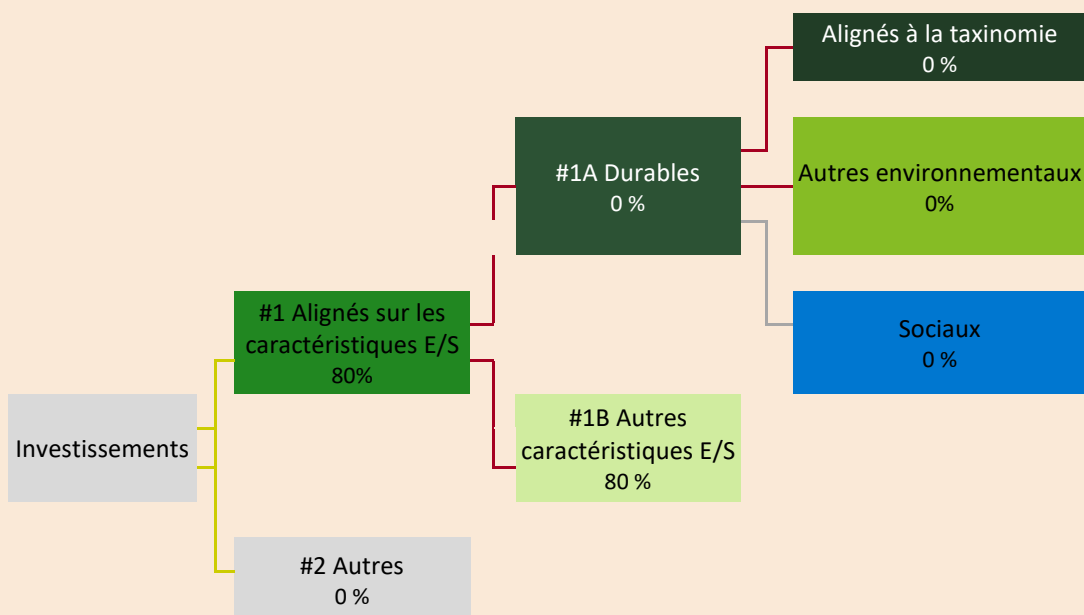 Alignés à la taxinomie
0 %
#1A Durables
0 %
Autres environnementaux
0%
#1 Alignés sur les
caractéristiques E/S
80%
Sociaux
0 %
Investissements
#1B Autres
caractéristiques E/S
80 %
#2 Autres
0 %